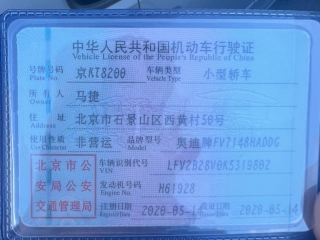 中华人民共和国机动车行驶证
Vehicle License of the People's Republic of China
号牌号码 京KT8200 车辆类型 小型轿车
Plate No. Vehicle Type
所有人 马捷
Owner
住址 北京市石景山区西黄村50号
Address
使用性质 非营运 品牌型号 奥迪牌FV7148HADDG
Use Character Model
北京市公 车辆识别代号 LFV2B28V0K5319802
VIN
安局公安 发动机号码 H61928
Engine No.
交通管理局 注册日期 2020-05-14 发证日期 2020-05-14
Register Date Issue Date